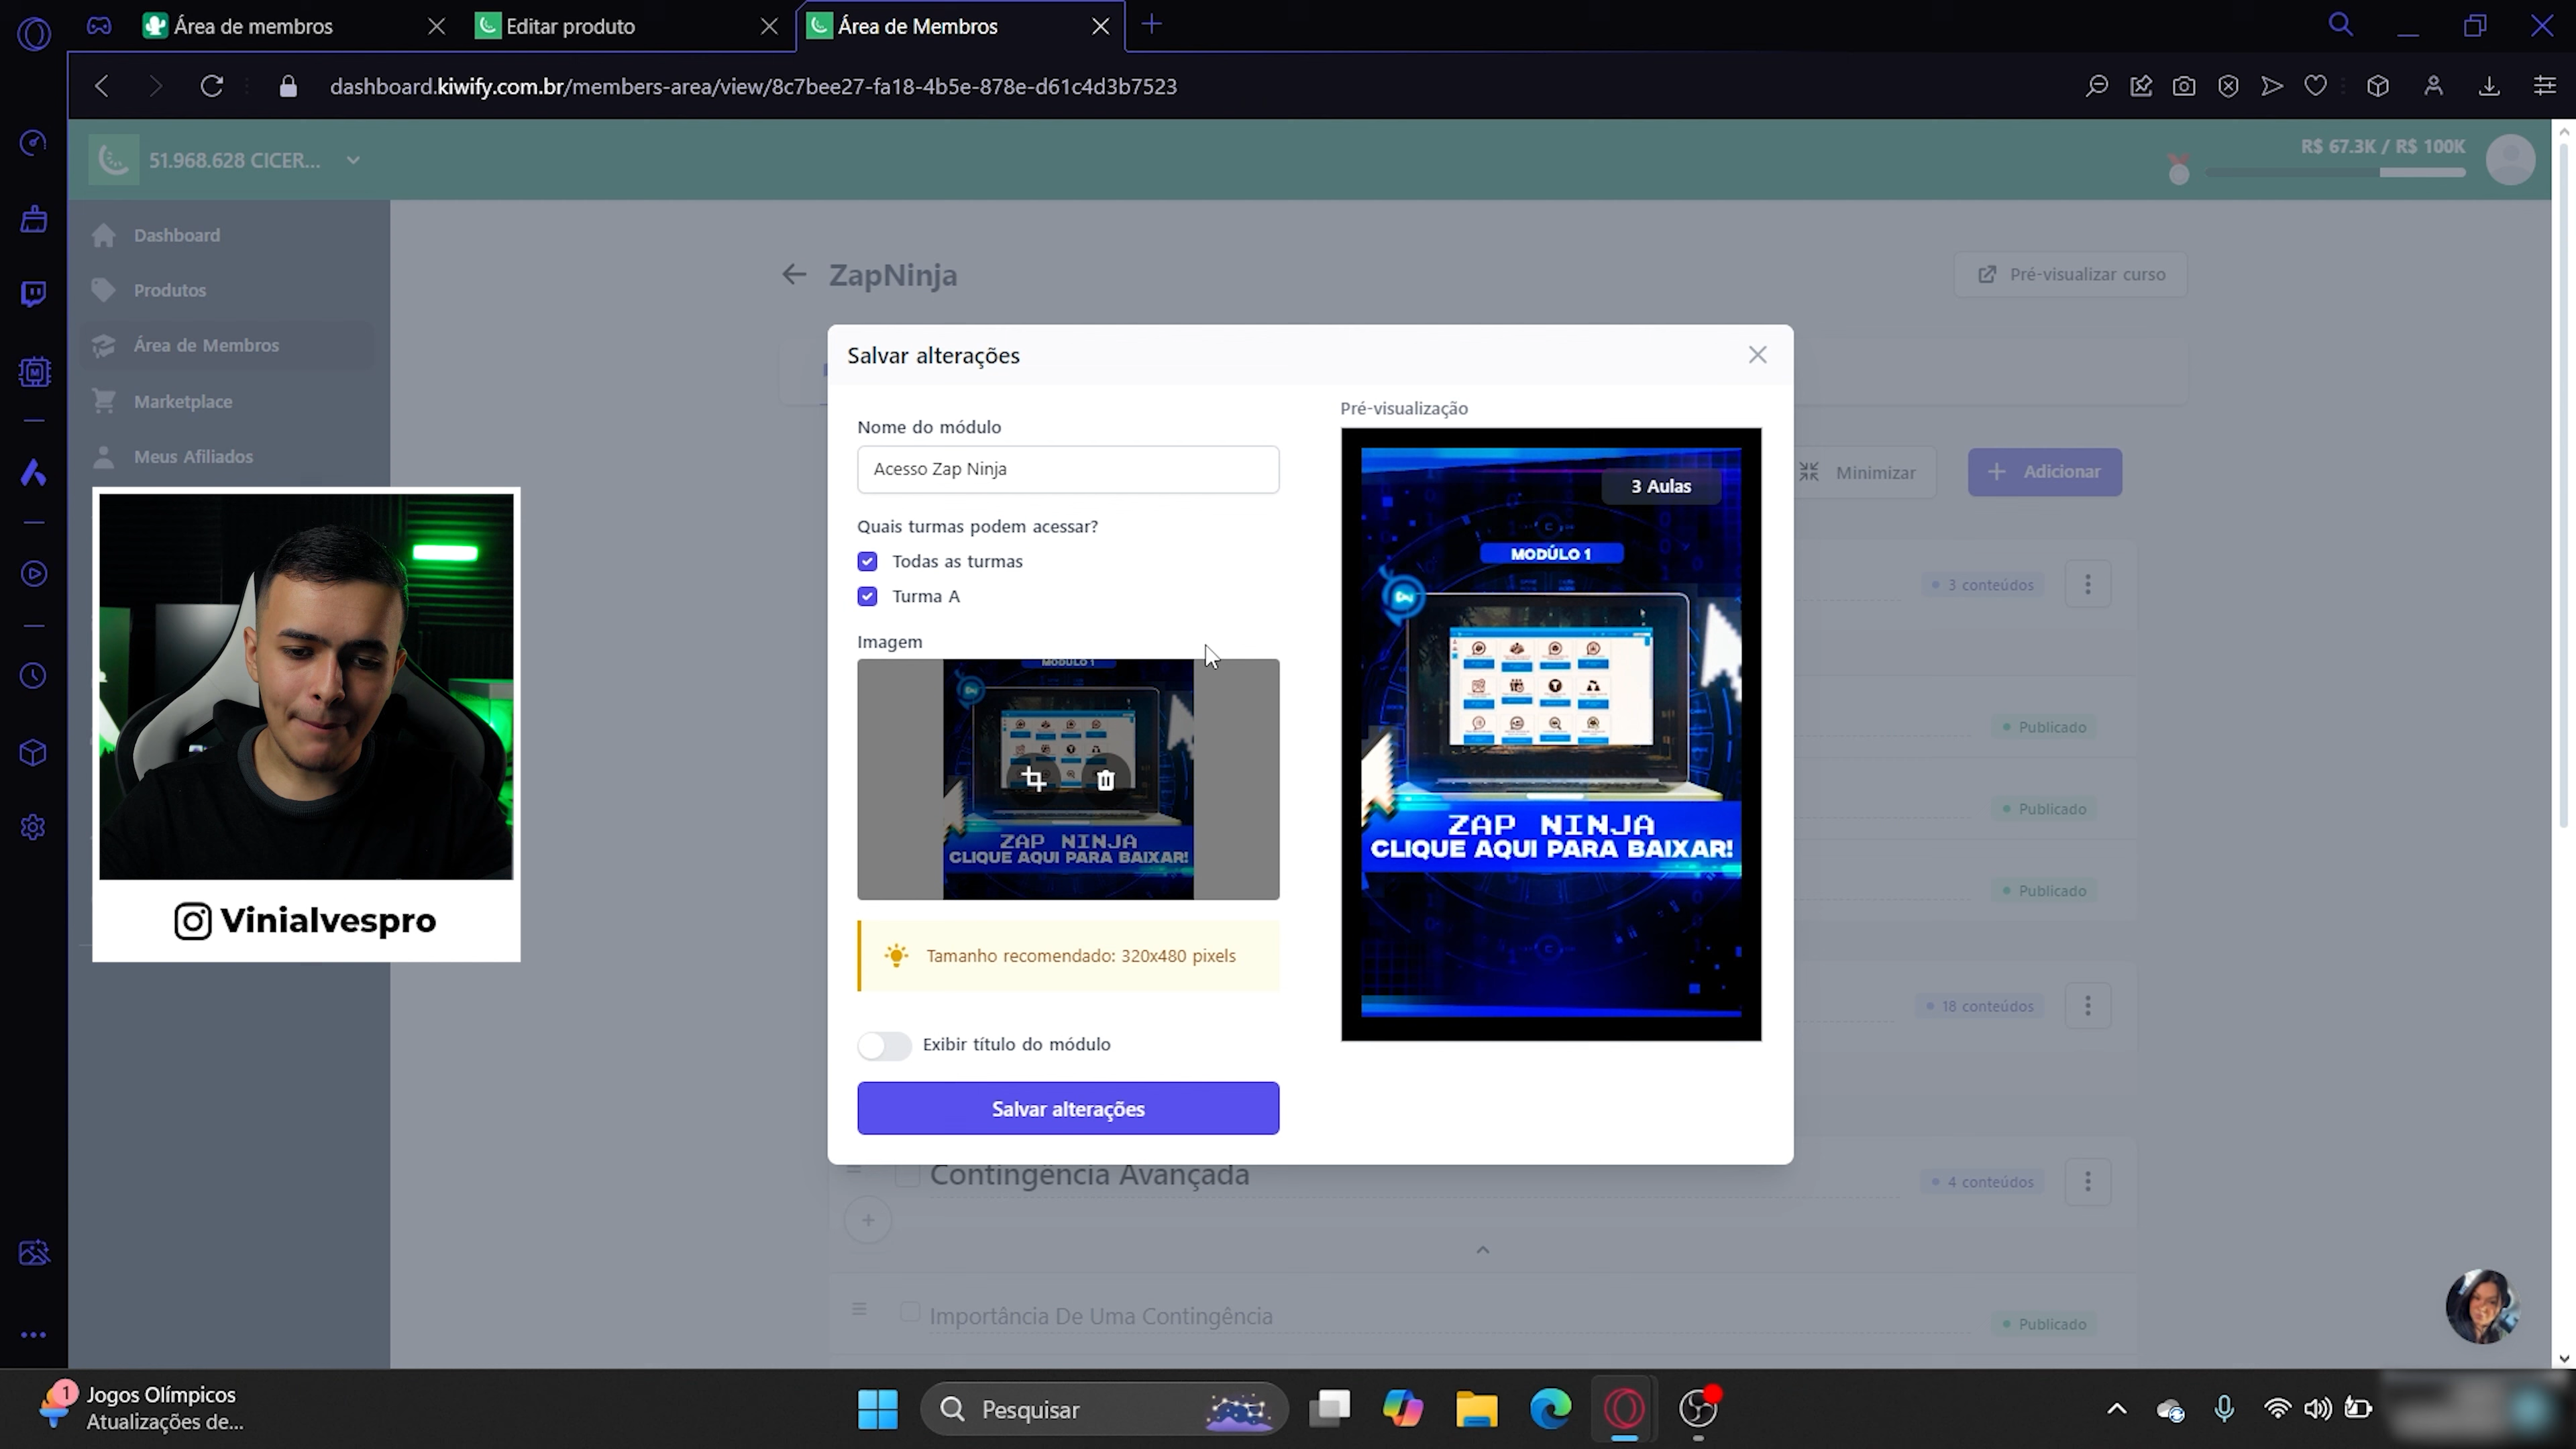 Área de membros
Editar produto
Área de Membros
dashboard.kiwify.com.br/members-area/view/8c7bee27-fa18-4b5e-878e-d61c4d3b7523
51.968.628 CICER...
R$ 67.3K / R$ 100K
Dashboard
Produtos
Área de Membros
Marketplace
Meus Afiliados
ZapNinja
Pré-visualizar curso
Minimizar
Adicionar
3 conteúdos
Publicado
Publicado
Publicado
18 conteúdos
Contingência Avançada
4 conteúdos
Importância De Uma Contingência
Publicado
Salvar alterações
Nome do módulo
Acesso Zap Ninja
Quais turmas podem acessar?
Todas as turmas
Turma A
Imagem
MODÚLO 1
ZAP NINJA
CLIQUE AQUI PARA BAIXAR!
Tamanho recomendado: 320x480 pixels
Exibir título do módulo
Salvar alterações
Pré-visualização
3 Aulas
MODÚLO 1
ZAP NINJA
CLIQUE AQUI PARA BAIXAR!
Vinialvespro
1
Jogos Olímpicos
Atualizações de...
Pesquisar